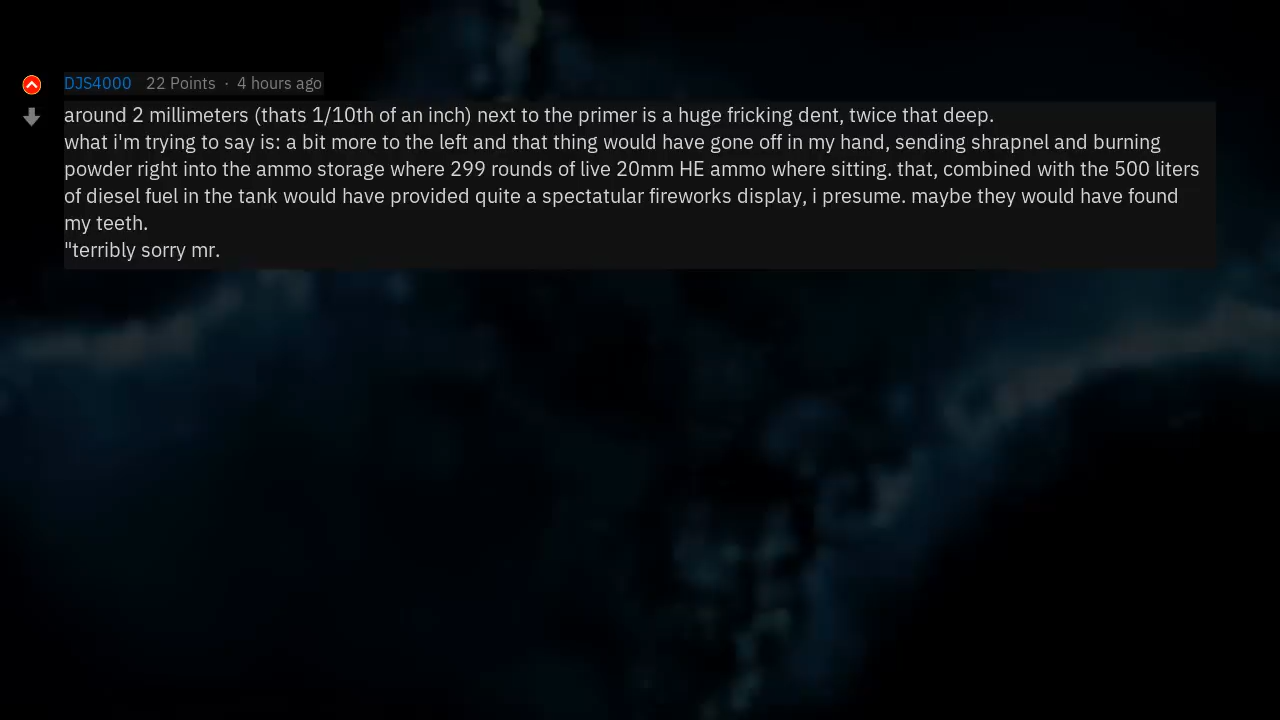 DJS4000 22 Points · 4 hours ago
around 2 millimeters (thats 1/10th of an inch) next to the primer is a huge fricking dent, twice that deep.
what i'm trying to say is: a bit more to the left and that thing would have gone off in my hand, sending shrapnel and burning
powder right into the ammo storage where 299 rounds of live 20mm HE ammo where sitting. that, combined with the 500 liters
of diesel fuel in the tank would have provided quite a spectatular fireworks display, i presume. maybe they would have found
my teeth.
"terribly sorry mr.